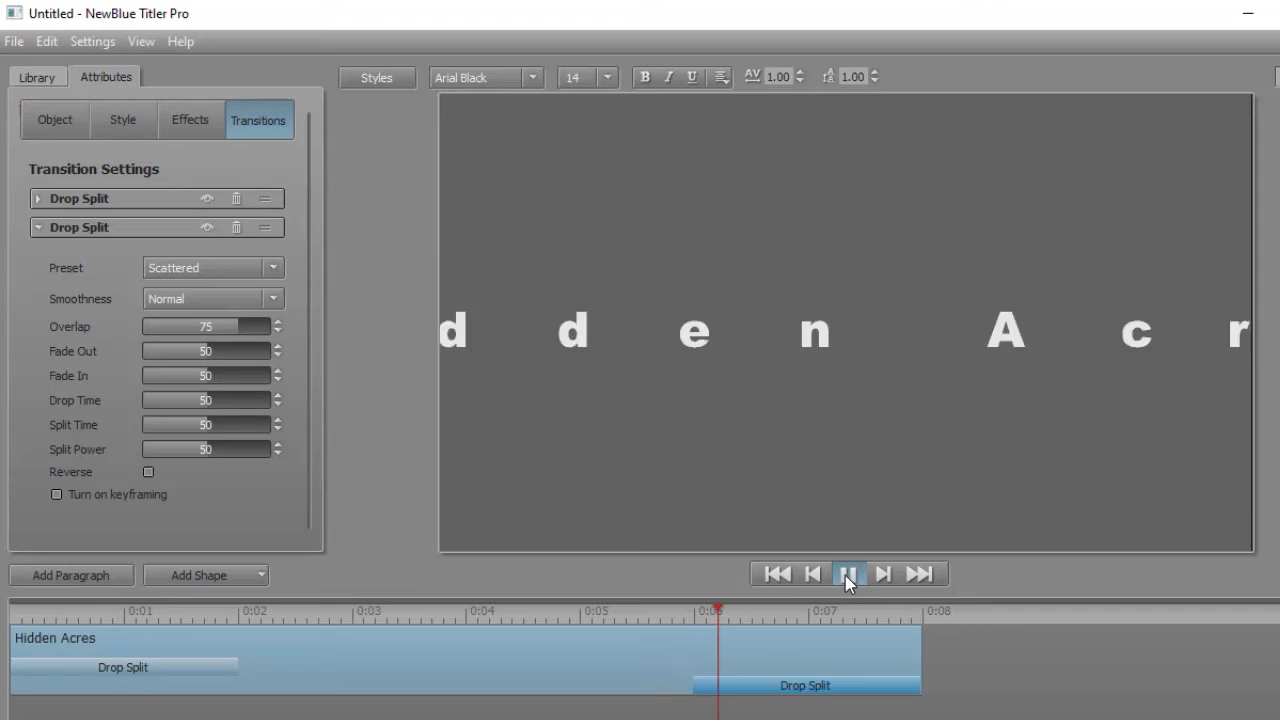 Untitled - NewBlue Titler Pro
File Edit Settings View Help
Library Attributes Styles Arial Black 14 B I U AV 1.00 A 1.00
Object Style Effects Transitions
Transition Settings
Drop Split
Drop Split
Preset Scattered
Smoothness Normal
Overlap 75
Fade Out 50
Fade In 50
Drop Time 50
Split Time 50
Split Power 50
Reverse
Turn on keyframing
d d e n A c r
Add Paragraph Add Shape
0:01 0:02 0:03 0:04 0:05 0:06 0:07 0:08
Hidden Acres
Drop Split
Drop Split